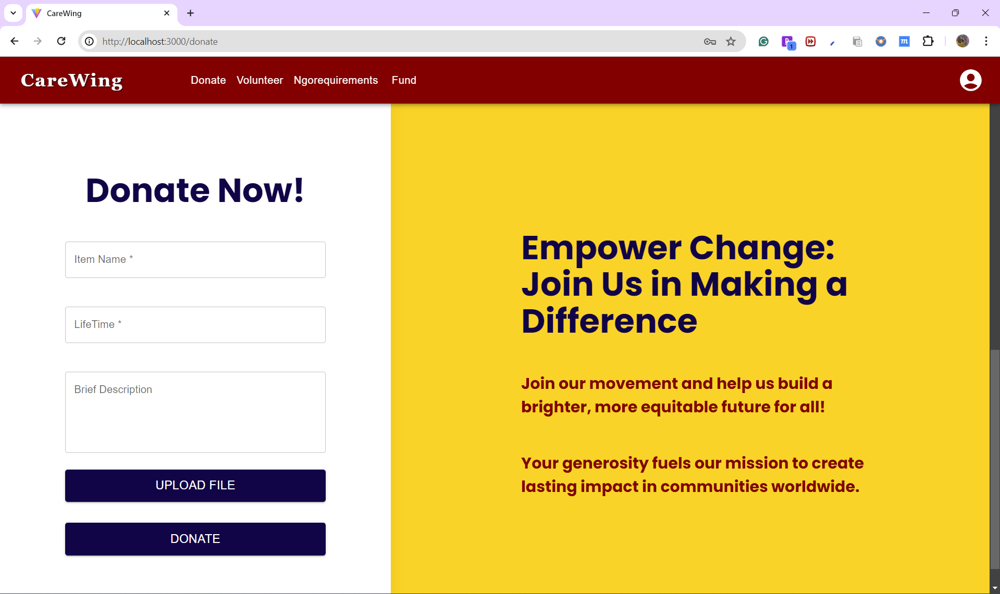 CareWing
http://localhost:3000/donate
1
m
CareWing
Donate Volunteer Ngorequirements Fund
Donate Now!
Item Name *
LifeTime *
Brief Description
UPLOAD FILE
DONATE
Empower Change:
Join Us in Making a
Difference
Join our movement and help us build a
brighter, more equitable future for all!
Your generosity fuels our mission to create
lasting impact in communities worldwide.